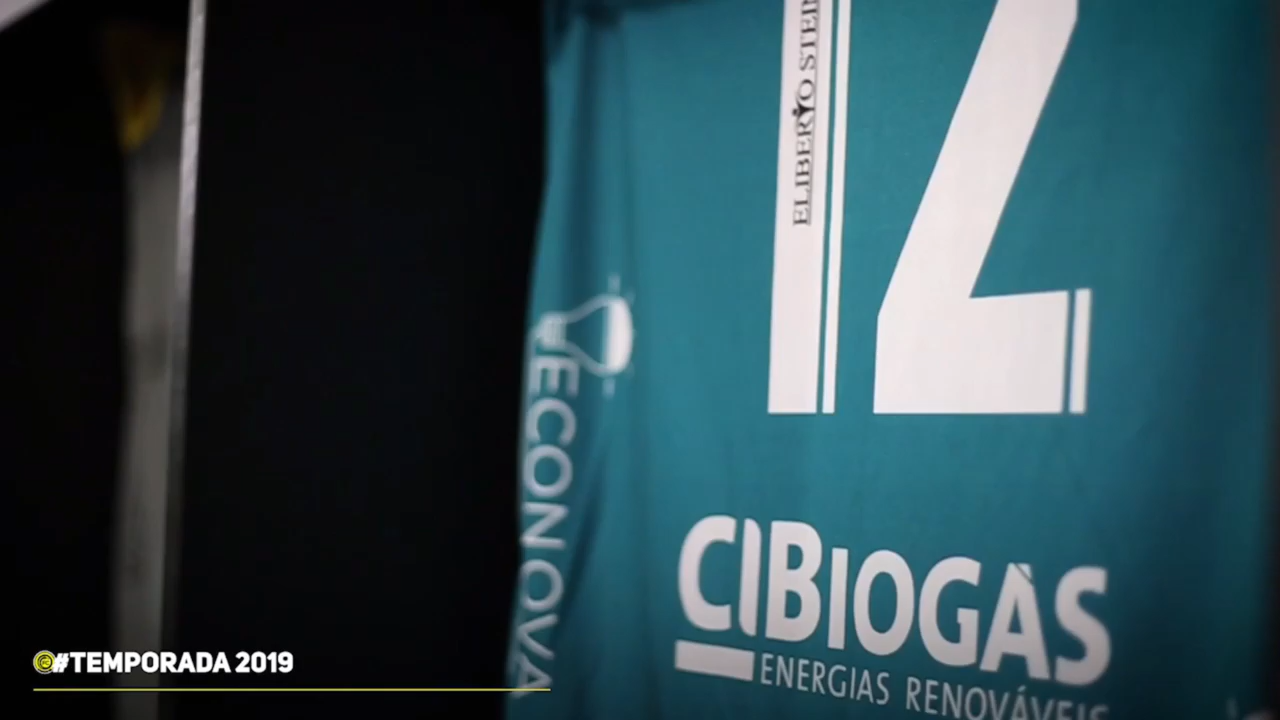 12
ECONOVA
CIBIOGÁS
ENERGIAS RENOVÁVEIS
#TEMPORADA 2019